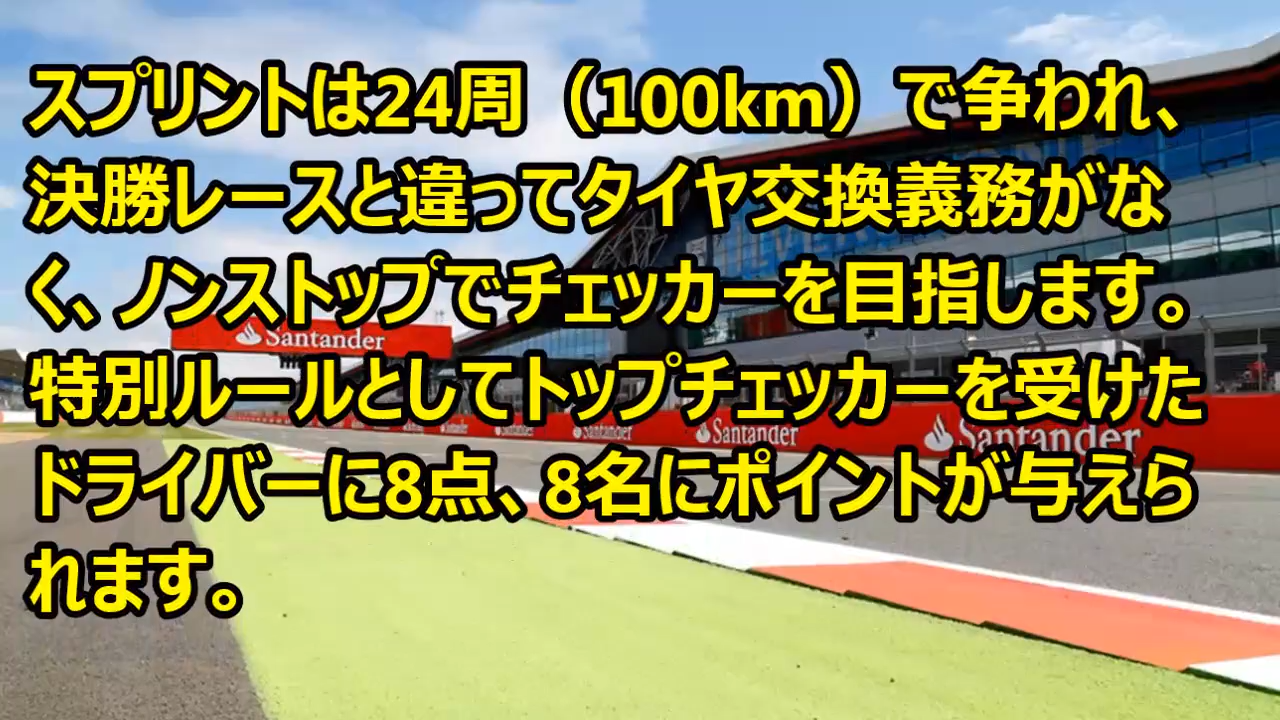 スプリントは24周（100km）で争われ、
決勝レースと違ってタイヤ交換義務がな
く、ノンストップでチェッカーを目指します。
特別ルールとしてトップチェッカーを受けた
ドライバーに8点、8名にポイントが与えら
れます。
Santander
Santander
Santander
Santander